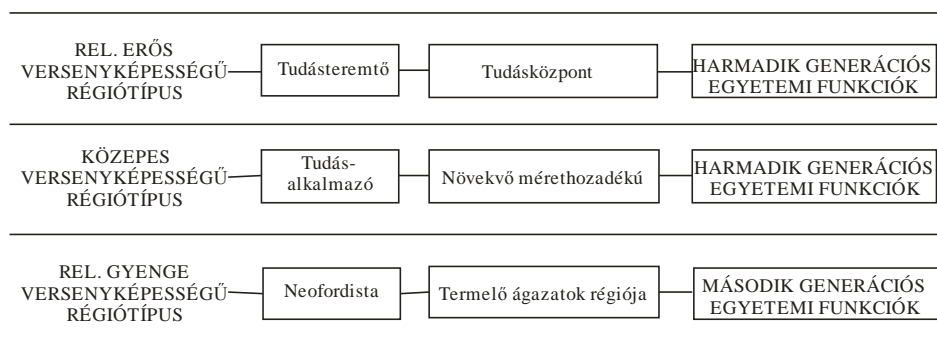 REL. ERŐS
VERSENYKÉPESSÉGŰ
RÉGIÓTÍPUS
Tudásteremtő
Tudásközpont
HARMADIK GENERÁCIÓS
EGYETEMI FUNKCIÓK
KÖZEPES
VERSENYKÉPESSÉGŰ
RÉGIÓTÍPUS
Tudás-
alkalmazó
Növekvő mérethozadékú
HARMADIK GENERÁCIÓS
EGYETEMI FUNKCIÓK
REL. GYENGE
VERSENYKÉPESSÉGŰ
RÉGIÓTÍPUS
Neofordista
Termelő ágazatok régiója
MÁSODIK GENERÁCIÓS
EGYETEMI FUNKCIÓK